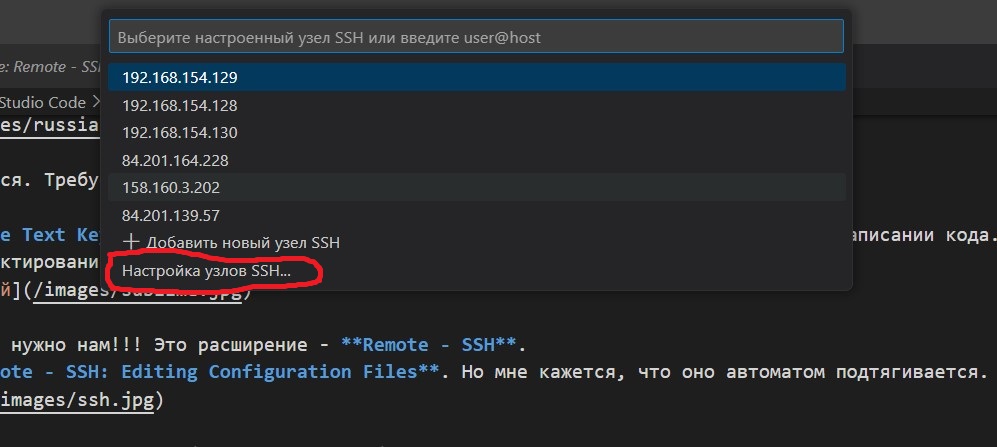 Выберите настроенный узел SSH или введите user@host
192.168.154.129
192.168.154.128
192.168.154.130
84.201.164.228
158.160.3.202
84.201.139.57
+ Добавить новый узел SSH
Настройка узлов SSH...
e: Remote - SS
Studio Code >
es/russia
ся. Требу
e Text Ke аписании кода.
ктировани
й](/images/sublime.jpg)
нужно нам!!! Это расширение - **Remote - SSH**.
ote - SSH: Editing Configuration Files**. Но мне кажется, что оно автоматом подтягивается.
images/ssh.jpg)